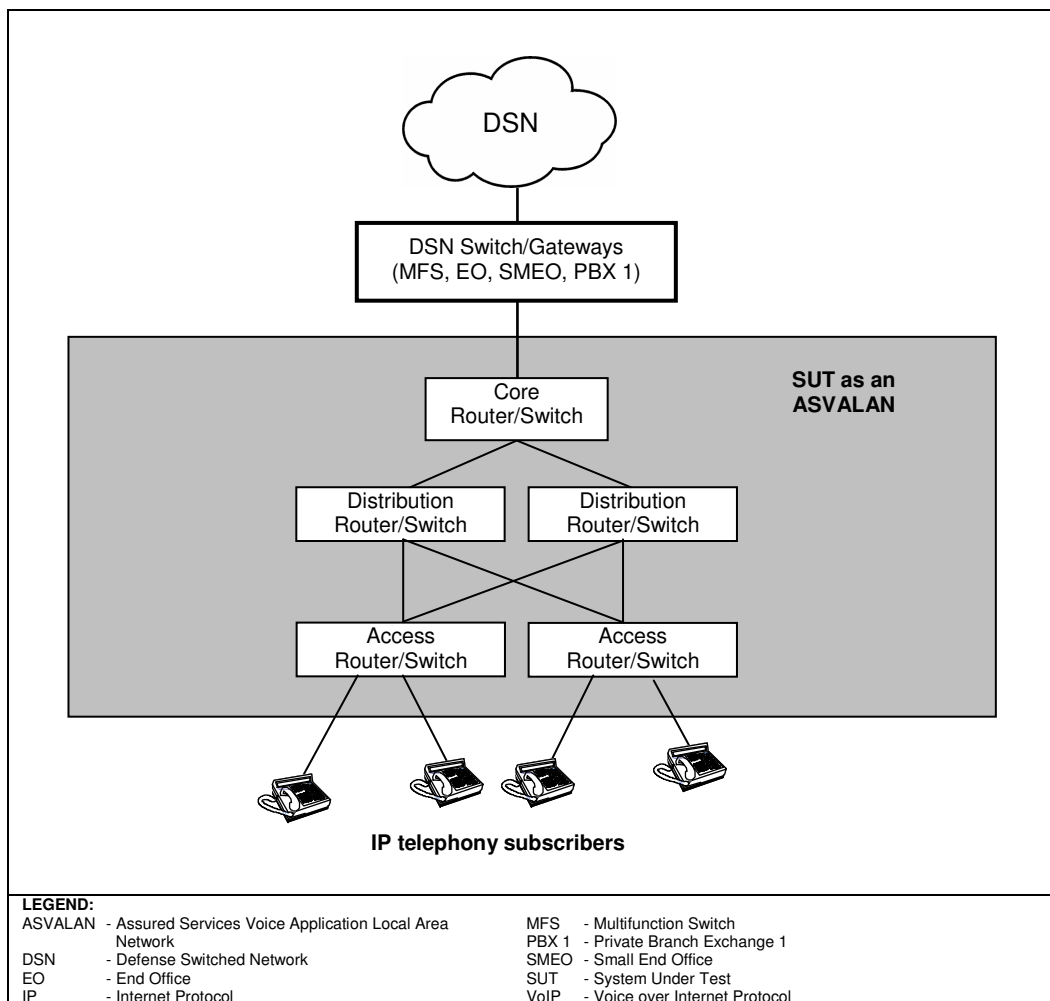 DSN
DSN Switch/Gateways
(MFS, EO, SMEO, PBX 1)
SUT as an
ASVALAN
Core
Router/Switch
Distribution
Router/Switch
Distribution
Router/Switch
Access
Router/Switch
Access
Router/Switch
IP telephony subscribers
LEGEND:
ASVALAN - Assured Services Voice Application Local Area
Network
DSN - Defense Switched Network
EO - End Office
IP - Internet Protocol
MFS - Multifunction Switch
PBX 1 - Private Branch Exchange 1
SMEO - Small End Office
SUT - System Under Test
VoIP - Voice over Internet Protocol